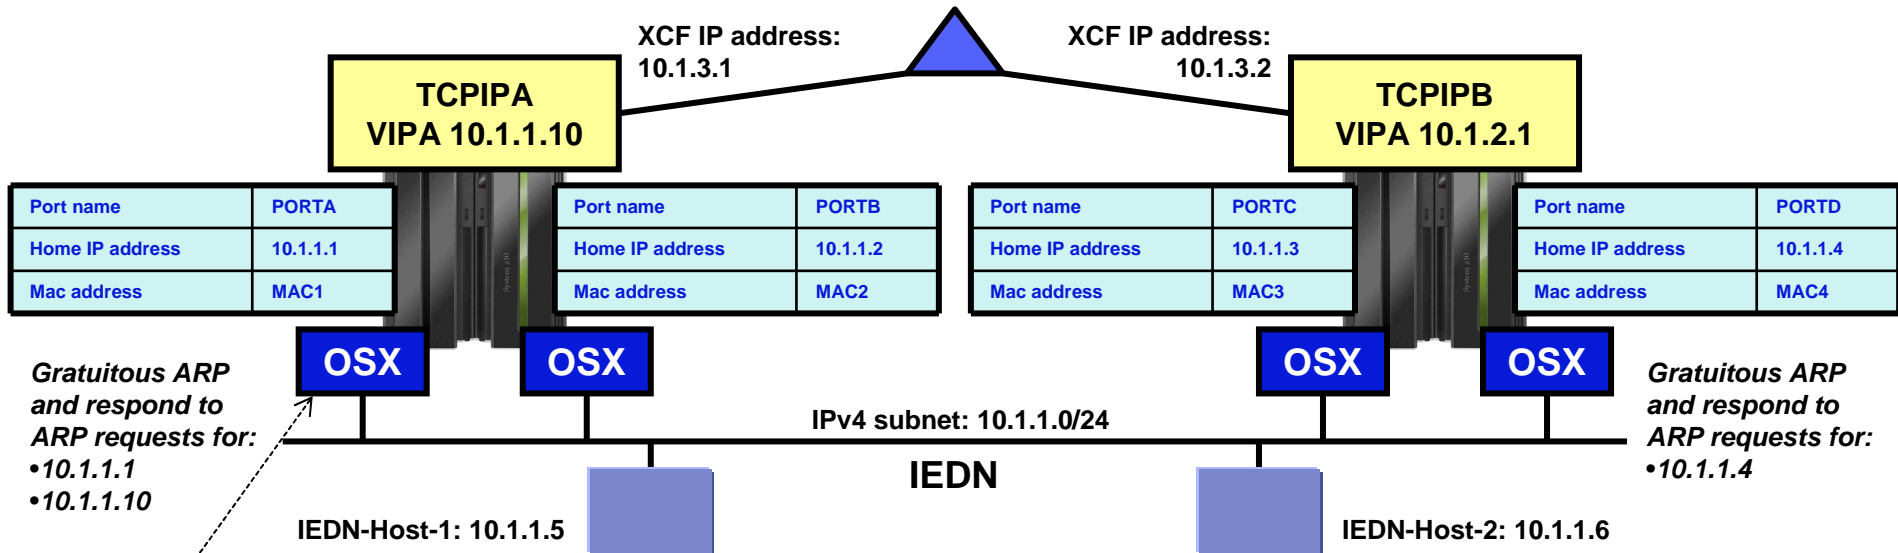 XCF IP address:
10.1.3.1
XCF IP address:
10.1.3.2
TCPIPA
VIPA 10.1.1.10
TCPIPB
VIPA 10.1.2.1
Port name PORTA
Home IP address 10.1.1.1
Mac address MAC1
Port name PORTB
Home IP address 10.1.1.2
Mac address MAC2
Port name PORTC
Home IP address 10.1.1.3
Mac address MAC3
Port name PORTD
Home IP address 10.1.1.4
Mac address MAC4
System z10
System z10
OSX
OSX
OSX
OSX
Gratuitous ARP
and respond to
ARP requests for:
•10.1.1.1
•10.1.1.10
IPv4 subnet: 10.1.1.0/24
IEDN
Gratuitous ARP
and respond to
ARP requests for:
•10.1.1.4
IEDN-Host-1: 10.1.1.5
IEDN-Host-2: 10.1.1.6